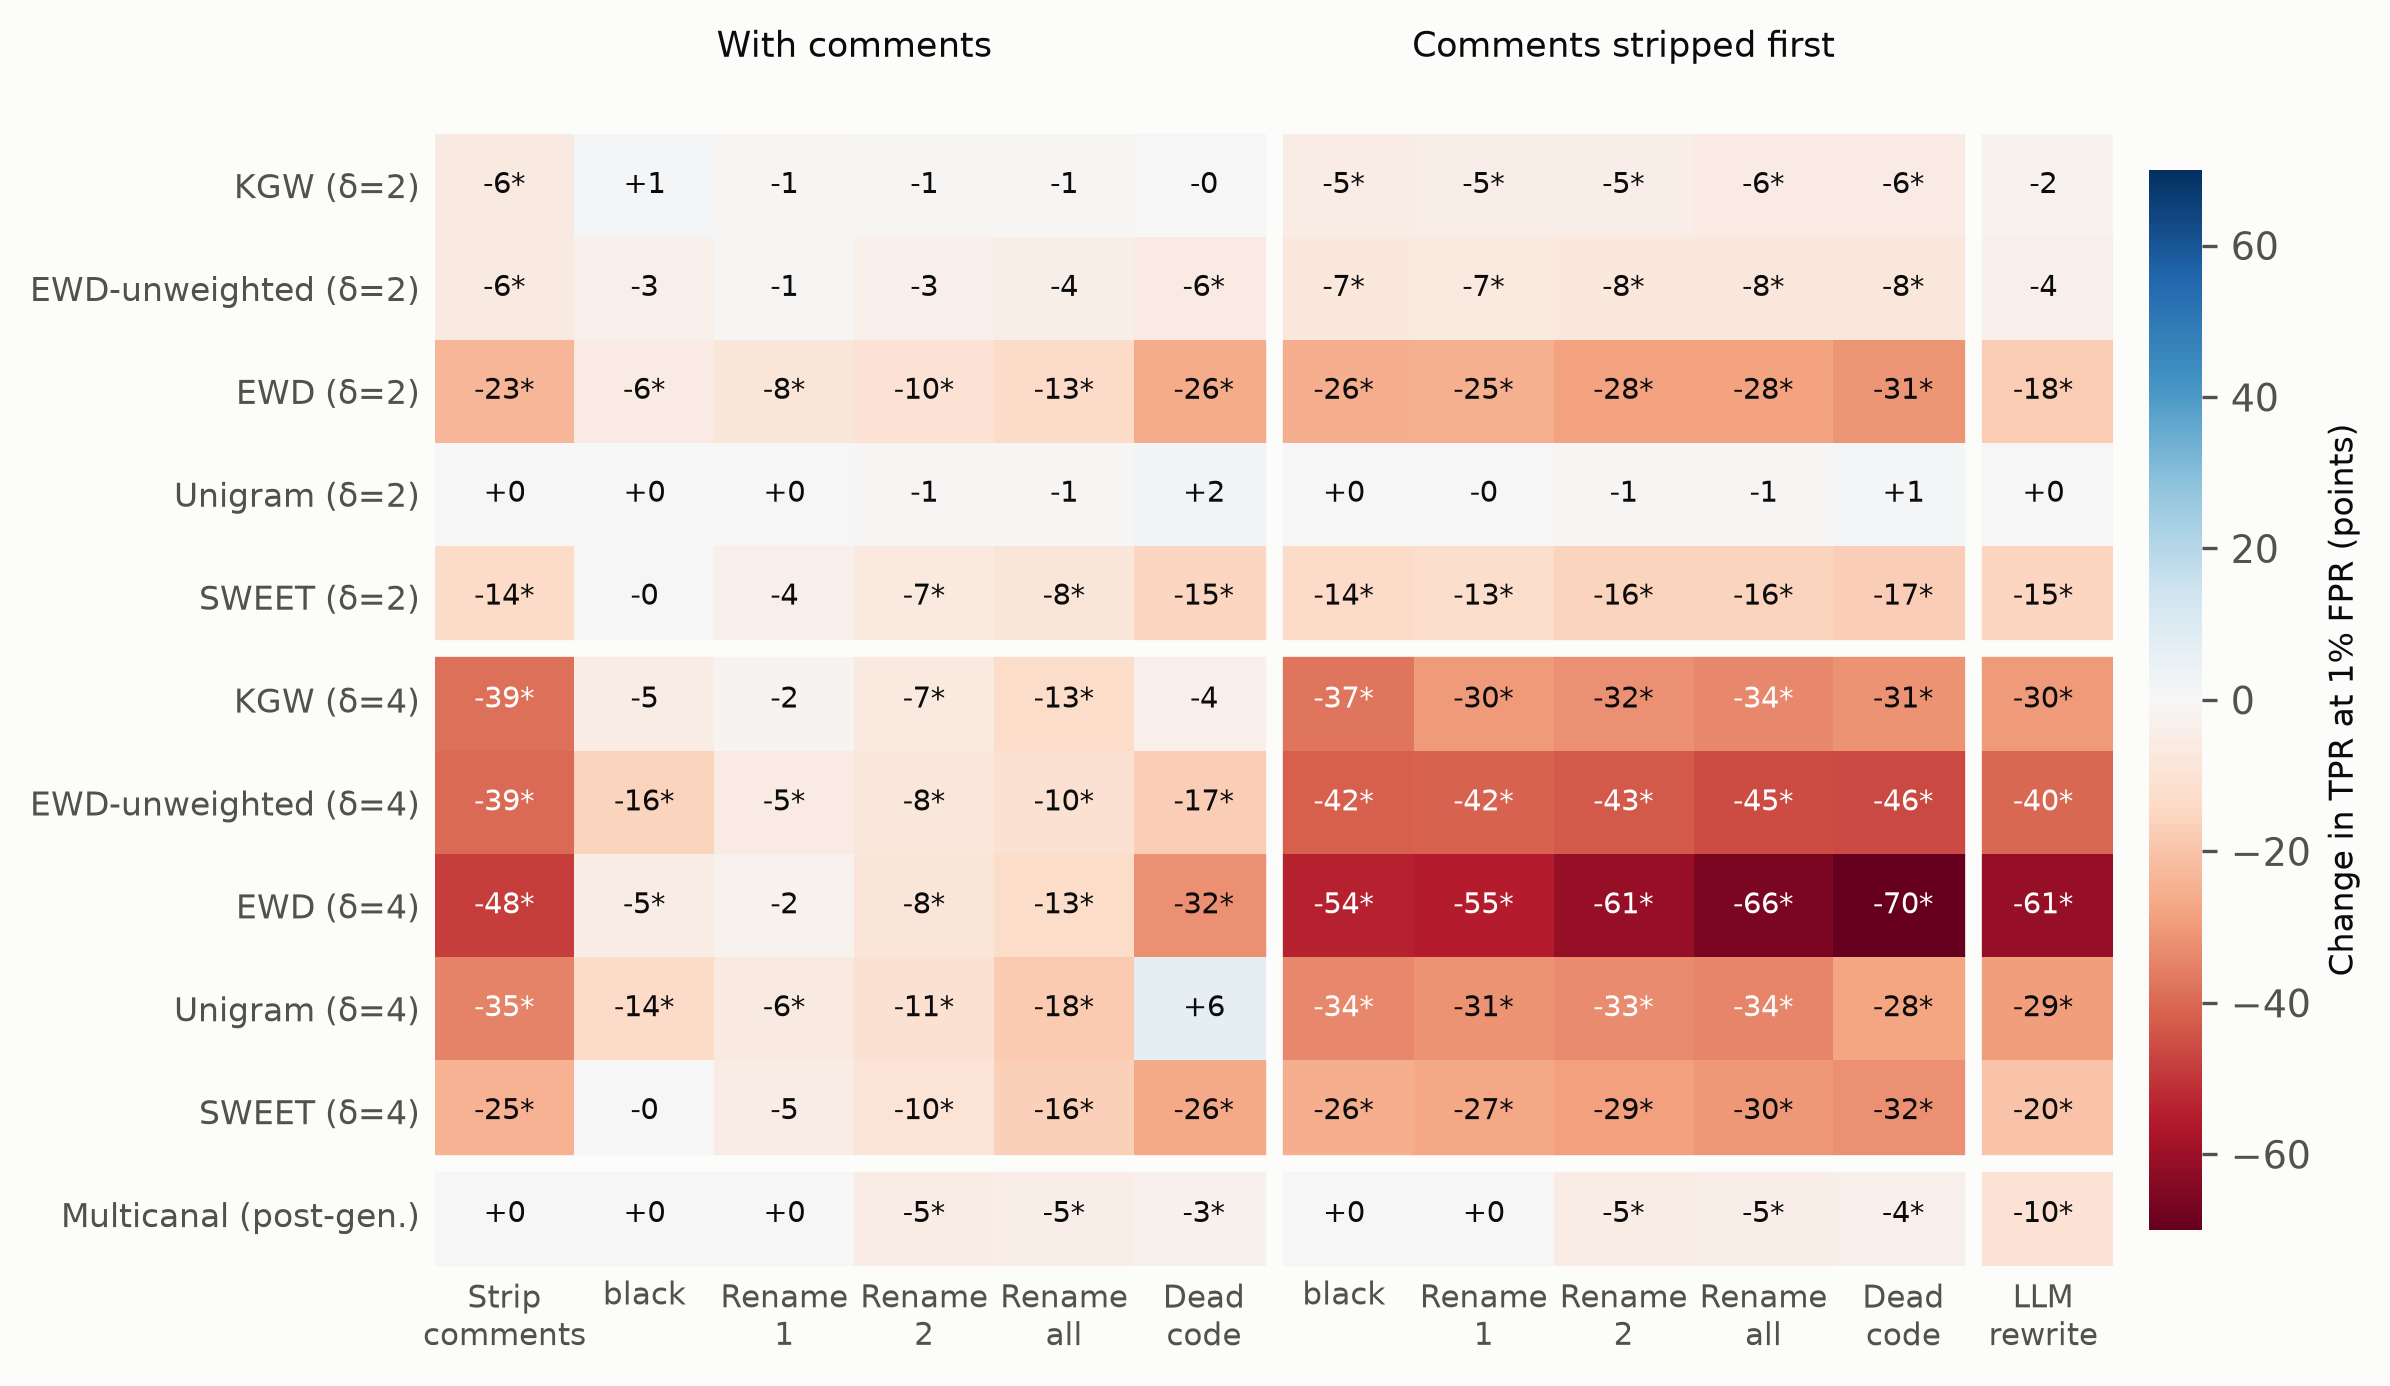 With comments Comments stripped first
KGW (δ=2) -6* +1 -1 -1 -1 -0 -5* -5* -5* -6* -6* -2
EWD-unweighted (δ=2) -6* -3 -1 -3 -4 -6* -7* -7* -8* -8* -8* -4
EWD (δ=2) -23* -6* -8* -10* -13* -26* -26* -25* -28* -28* -31* -18*
Unigram (δ=2) +0 +0 +0 -1 -1 +2 +0 -0 -1 -1 +1 +0
SWEET (δ=2) -14* -0 -4 -7* -8* -15* -14* -13* -16* -16* -17* -15*
KGW (δ=4) -39* -5 -2 -7* -13* -4 -37* -30* -32* -34* -31* -30*
EWD-unweighted (δ=4) -39* -16* -5* -8* -10* -17* -42* -42* -43* -45* -46* -40*
EWD (δ=4) -48* -5* -2 -8* -13* -32* -54* -55* -61* -66* -70* -61*
Unigram (δ=4) -35* -14* -6* -11* -18* +6 -34* -31* -33* -34* -28* -29*
SWEET (δ=4) -25* -0 -5 -10* -16* -26* -26* -27* -29* -30* -32* -20*
Multicanal (post-gen.) +0 +0 +0 -5* -5* -3* +0 +0 -5* -5* -4* -10*
Strip black Rename Rename Rename Dead black Rename Rename Rename Dead LLM
comments 1 2 all code 1 2 all code rewrite
60
40
20
0
−20
−40
−60
Change in TPR at 1% FPR (points)